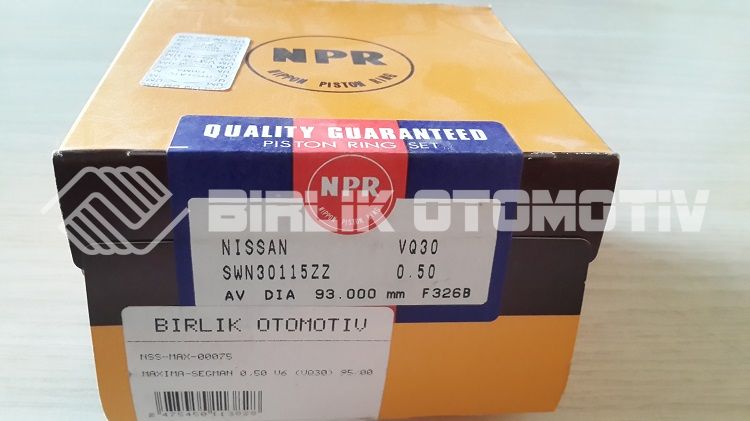 NPR
NIPPON PISTON RING
QUALITY GUARANTEED
PISTON RING SET
NPR
NIPPON PISTON RING
BIRLIK OTOMOTIV
NISSAN VQ30
SWN30115ZZ 0.50
AV DIA 93.000 mm F326B
BIRLIK OTOMOTIV
NSS-MAX-00075
MAXIMA-SEGMAN 0,50 V6 (VQ30) 95/00